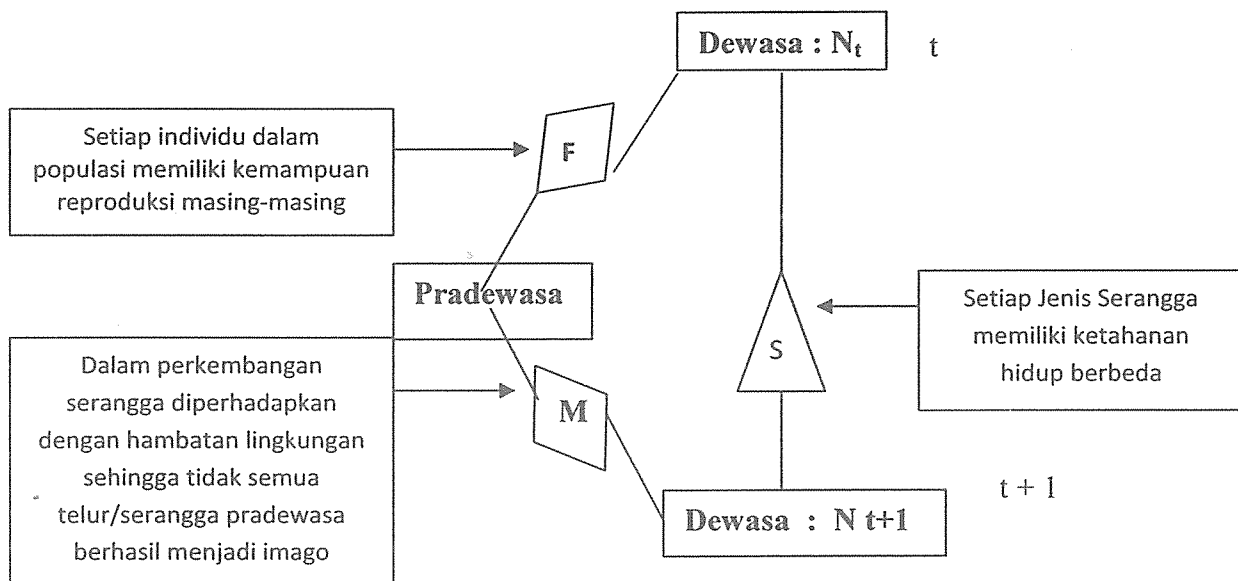 Dewasa : Nt
t
Setiap individu dalam
populasi memiliki kemampuan
reproduksi masing-masing
F
Pradewasa
Dalam perkembangan
serangga diperhadapkan
dengan hambatan lingkungan
sehingga tidak semua
telur/serangga pradewasa
berhasil menjadi imago
M
S
Setiap Jenis Serangga
memiliki ketahanan
hidup berbeda
Dewasa : N t+1
t + 1